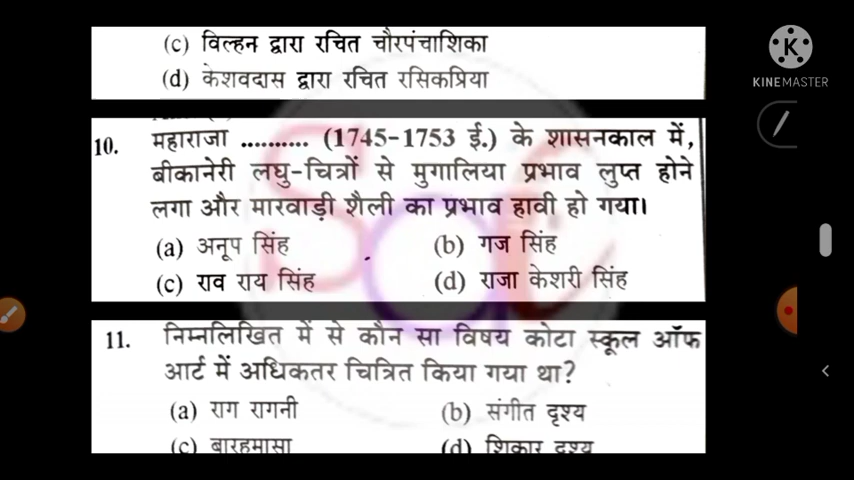 (c) विल्हन द्वारा रचित चौरपंचाशिका
(d) केशवदास द्वारा रचित रसिकप्रिया
K
KINEMASTER
10. महाराजा .......... (1745-1753 ई.) के शासनकाल में,
बीकानेरी लघु-चित्रों से मुगालिया प्रभाव लुप्त होने
लगा और मारवाड़ी शैली का प्रभाव हावी हो गया।
(a) अनूप सिंह (b) गज सिंह
(c) राव राय सिंह (d) राजा केशरी सिंह
11. निम्नलिखित में से कौन सा विषय कोटा स्कूल ऑफ
आर्ट में अधिकतर चित्रित किया गया था?
(a) राग रागनी (b) संगीत दृश्य
(c) बारहमासा (d) शिकार दृश्य